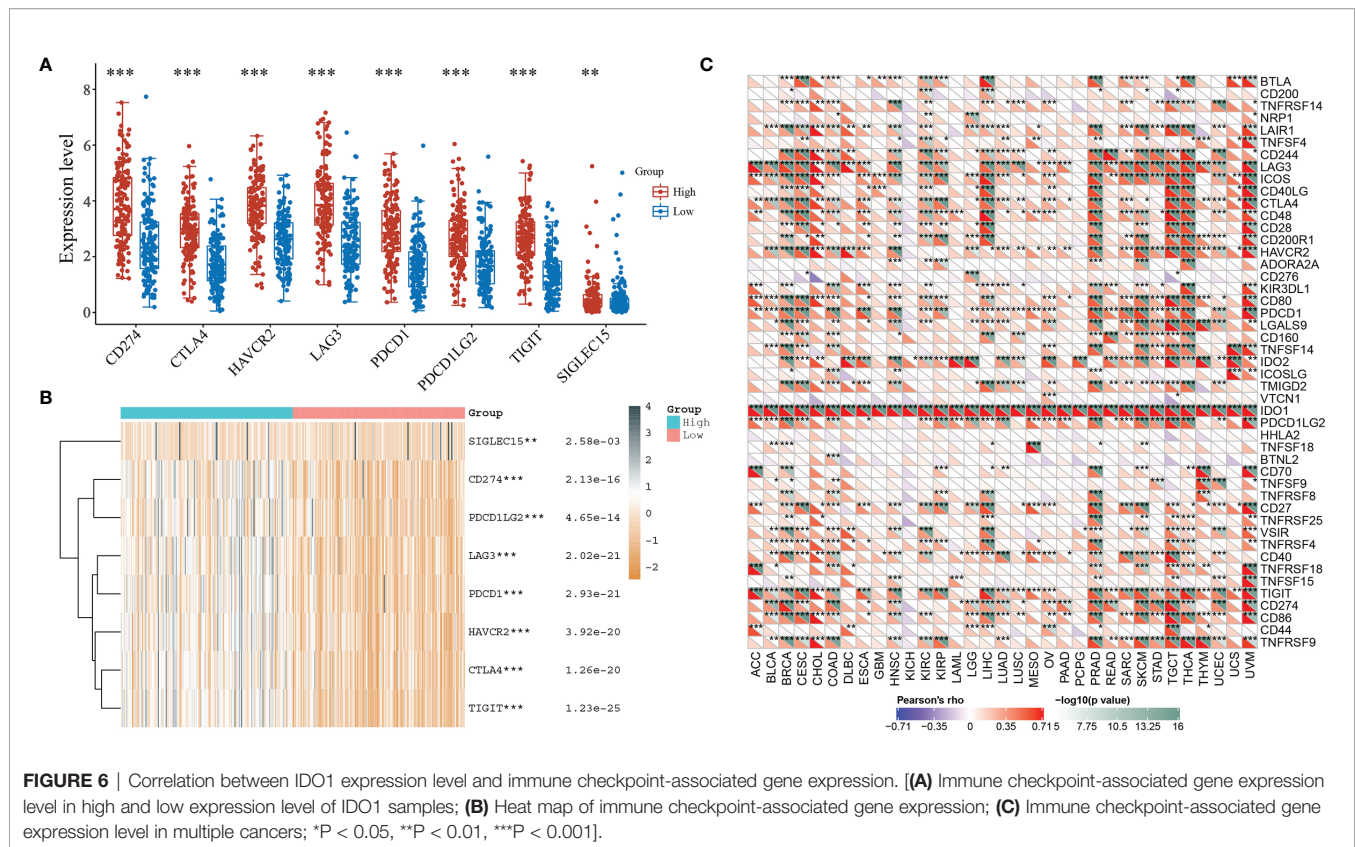 A
***
***
***
***
***
***
***
**
Expression level
8
6
4
2
0
Group
High
Low
CD274
CTLA4
HAVCR2
LAG3
PDCD1
PDCD1LG2
TIGIT
SIGLEC15
B
Group
SIGLEC15** 2.58e-03
CD274*** 2.13e-16
PDCD1LG2*** 4.65e-14
LAG3*** 2.02e-21
PDCD1*** 2.93e-21
HAVCR2*** 3.92e-20
CTLA4*** 1.26e-20
TIGIT*** 1.23e-25
4
3
2
1
0
−1
−2
Group
High
Low
C
BTLA
CD200
TNFRSF14
NRP1
LAIR1
TNFSF4
CD244
LAG3
ICOS
CD40LG
CTLA4
CD48
CD28
CD200R1
HAVCR2
ADORA2A
CD276
KIR3DL1
CD80
PDCD1
LGALS9
CD160
TNFSF14
IDO2
ICOSLG
TMIGD2
VTCN1
IDO1
PDCD1LG2
HHLA2
TNFSF18
BTNL2
CD70
TNFSF9
TNFRSF8
CD27
TNFRSF25
VSIR
TNFRSF4
CD40
TNFRSF18
TNFSF15
TIGIT
CD274
CD86
CD44
TNFRSF9
ACC
BLCA
BRCA
CESC
CHOL
COAD
DLBC
ESCA
GBM
HNSC
KICH
KIRC
KIRP
LAML
LGG
LIHC
LUAD
LUSC
MESO
OV
PAAD
PCPG
PRAD
READ
SARC
SKCM
STAD
TGCT
THCA
THYM
UCEC
UCS
UVM
Pearson's rho
−0.71 −0.35 0 0.35 0.71
−log10(p value)
5 7.75 10.5 13.25 16
FIGURE 6 | Correlation between IDO1 expression level and immune checkpoint-associated gene expression. [(A) Immune checkpoint-associated gene expression
level in high and low expression level of IDO1 samples; (B) Heat map of immune checkpoint-associated gene expression; (C) Immune checkpoint-associated gene
expression level in multiple cancers; *P < 0.05, **P < 0.01, ***P < 0.001].